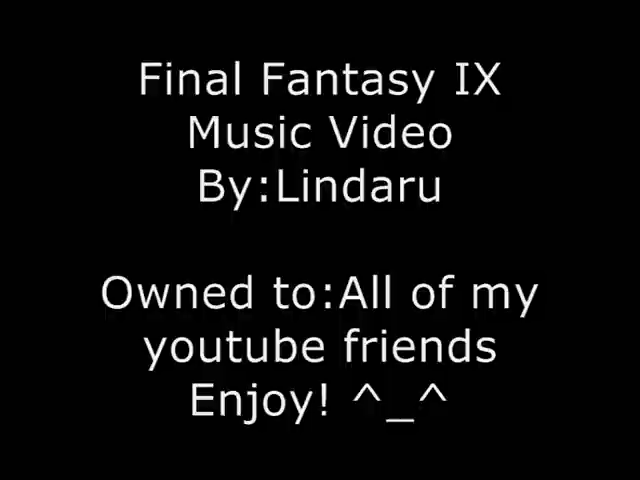 Final Fantasy IX
Music Video
By:Lindaru
Owned to:All of my
youtube friends
Enjoy! ^_^